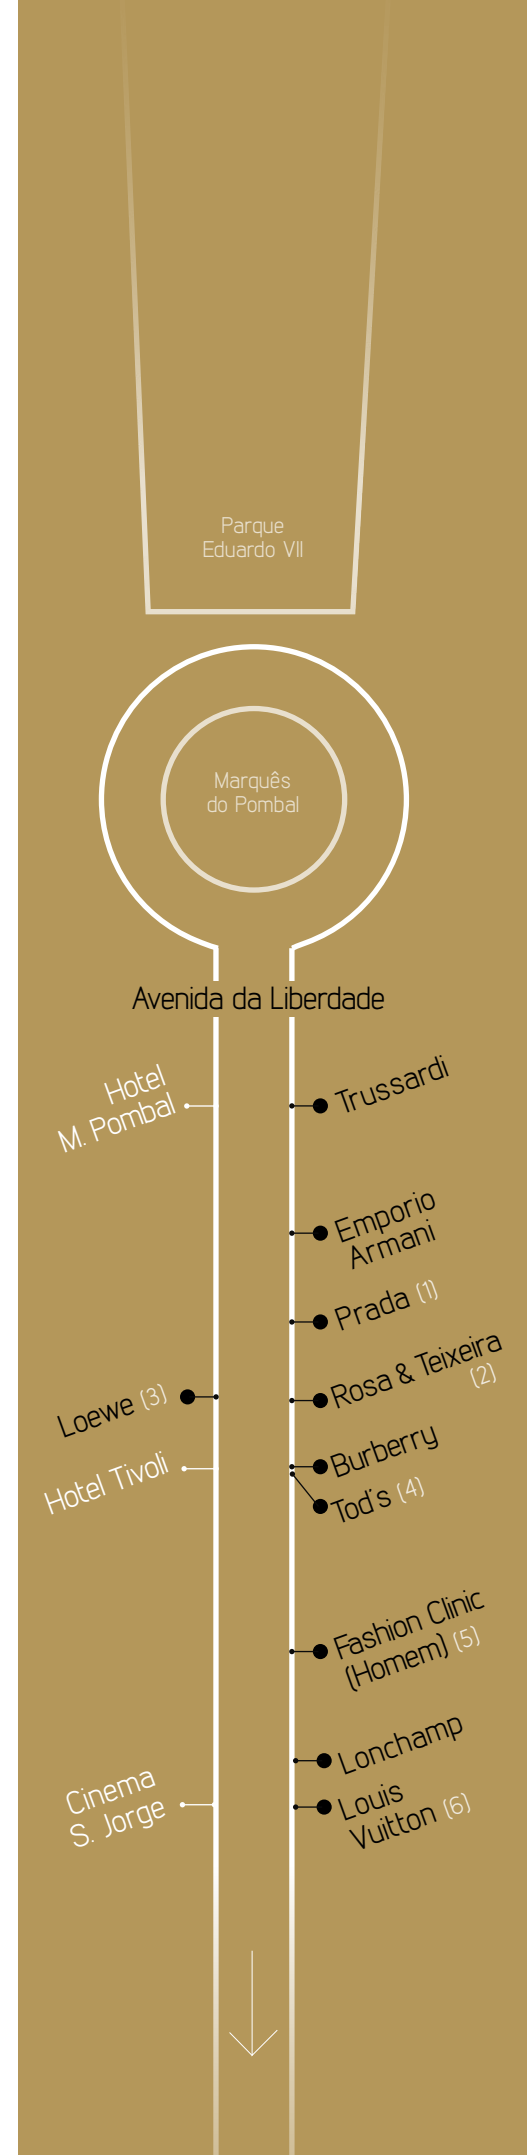 Parque
Eduardo VII
Marquês
do Pombal
Avenida da Liberdade
Hotel
M. Pombal
Trussardi
Emporio
Armani
Prada (1)
Rosa & Teixeira
(2)
Loewe (3)
Burberry
Hotel Tivoli
Tod's (4)
Fashion Clinic
(Homem) (5)
Lonchamp
Cinema
S. Jorge
Louis
Vuitton (6)